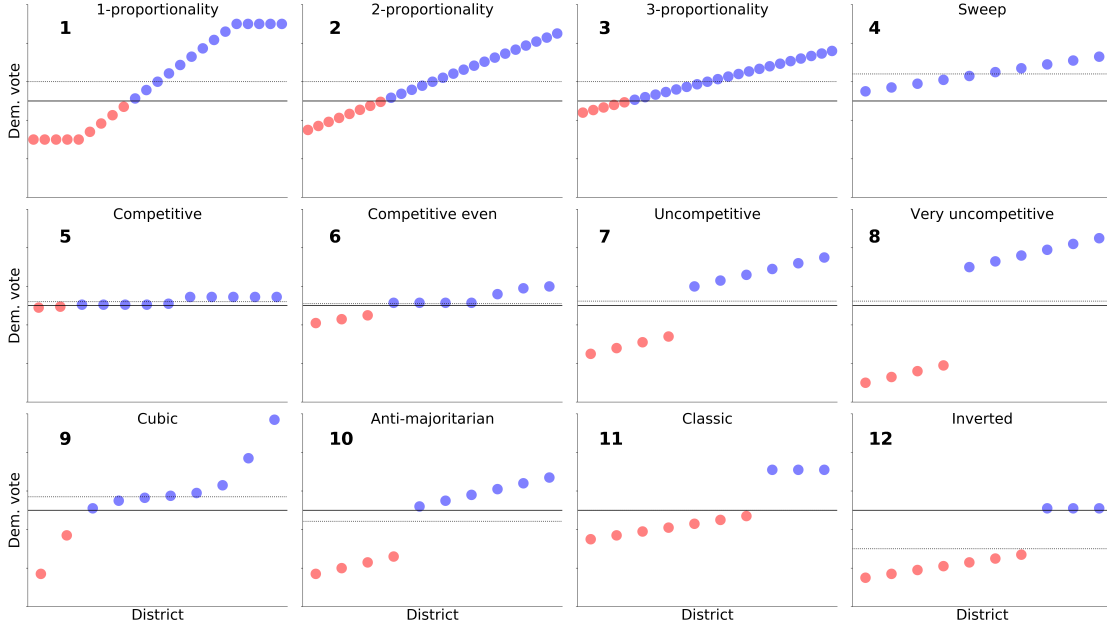 1-proportionality
1
2-proportionality
2
3-proportionality
3
Sweep
4
Dem. vote
Competitive
5
Competitive even
6
Uncompetitive
7
Very uncompetitive
8
Dem. vote
Cubic
9
Anti-majoritarian
10
Classic
11
Inverted
12
Dem. vote
District
District
District
District